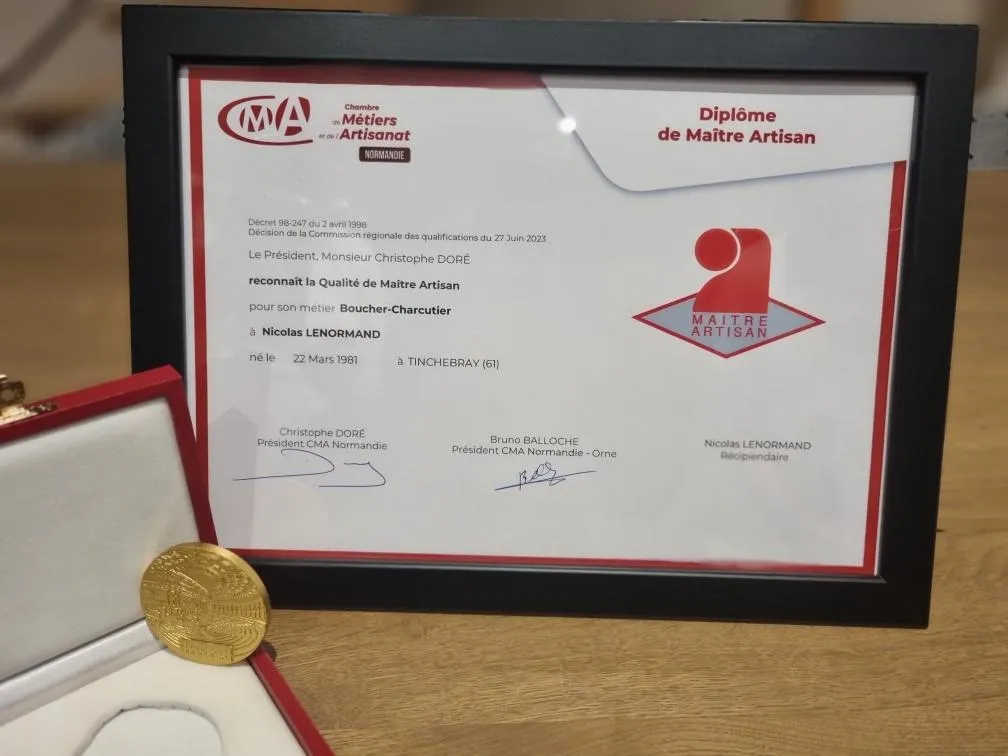 CMA
Chambre
de Métiers
et de l'Artisanat
NORMANDIE
Diplôme
de Maître Artisan
Décret 98-247 du 2 avril 1998
Décision de la Commission régionale des qualifications du 27 Juin 2023
Le Président, Monsieur Christophe DORÉ
reconnaît la Qualité de Maître Artisan
pour son métier Boucher-Charcutier
à Nicolas LENORMAND
né le 22 Mars 1981 à TINCHEBRAY (61)
MAITRE
ARTISAN
Christophe DORÉ
Président CMA Normandie
Bruno BALLOCHE
Président CMA Normandie - Orne
Nicolas LENORMAND
Récipiendaire